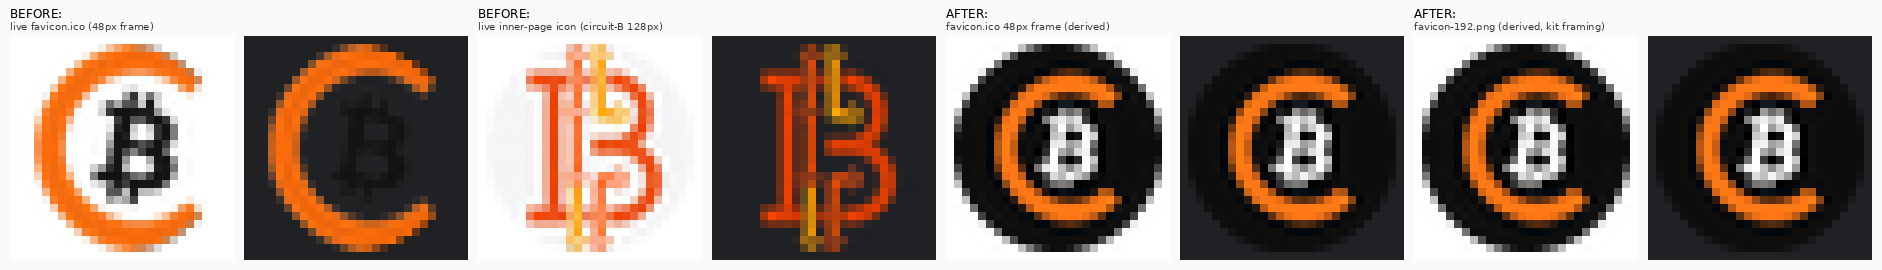 BEFORE:
live favicon.ico (48px frame)
BEFORE:
live inner-page icon (circuit-B 128px)
AFTER:
favicon.ico 48px frame (derived)
AFTER:
favicon-192.png (derived, kit framing)